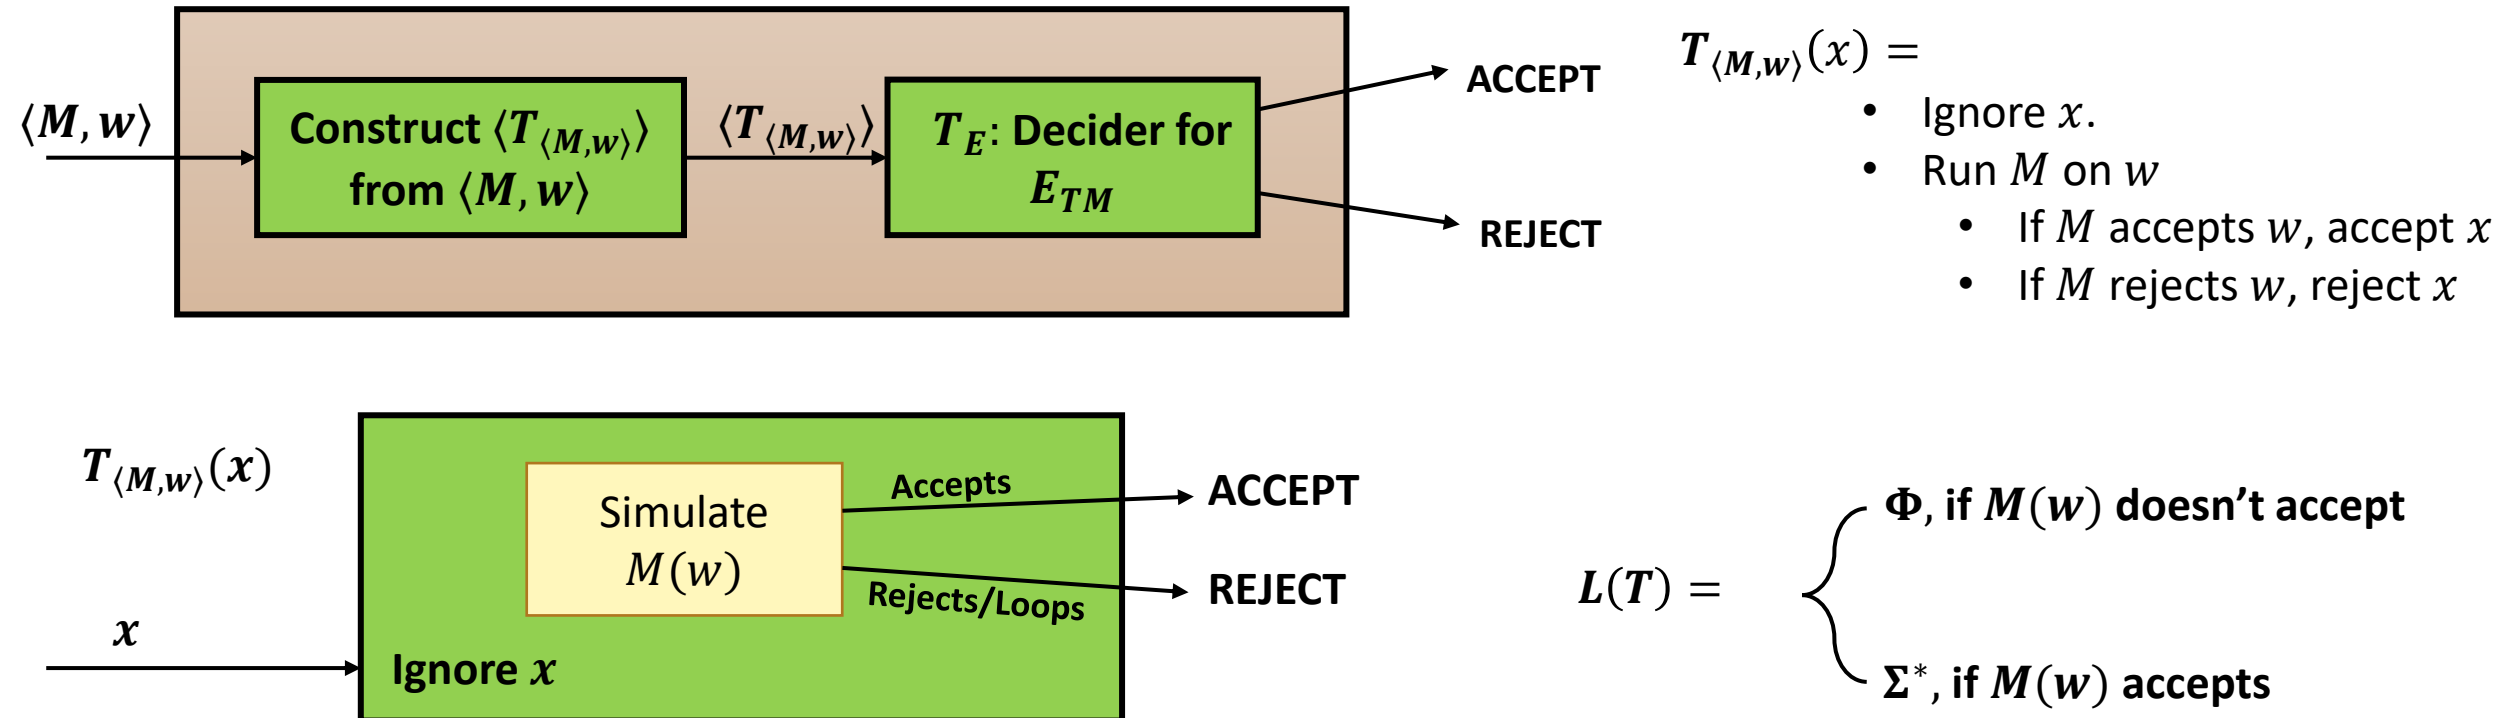 ⟨M, w⟩
Construct ⟨T⟨M,w⟩⟩
from ⟨M, w⟩
⟨T⟨M,w⟩⟩
T_E: Decider for
E_TM
ACCEPT
REJECT
T⟨M,w⟩(x) =
• Ignore x.
• Run M on w
• If M accepts w, accept x
• If M rejects w, reject x
T⟨M,w⟩(x)
x
Simulate
M(w)
Ignore x
Accepts
Rejects/Loops
ACCEPT
REJECT
L(T) =
Φ, if M(w) doesn’t accept
Σ*, if M(w) accepts